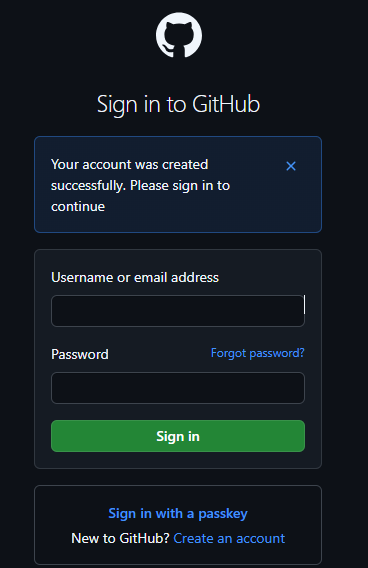 Sign in to GitHub
Your account was created
successfully. Please sign in to
continue
Username or email address
Password Forgot password?
Sign in
Sign in with a passkey
New to GitHub? Create an account